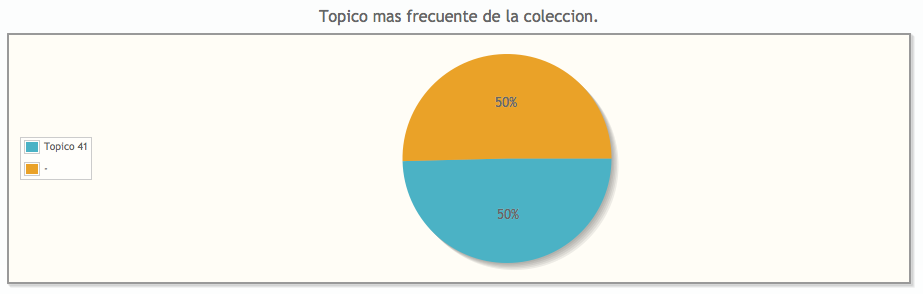 Topico mas frecuente de la coleccion.
50%
Topico 41
-
50%